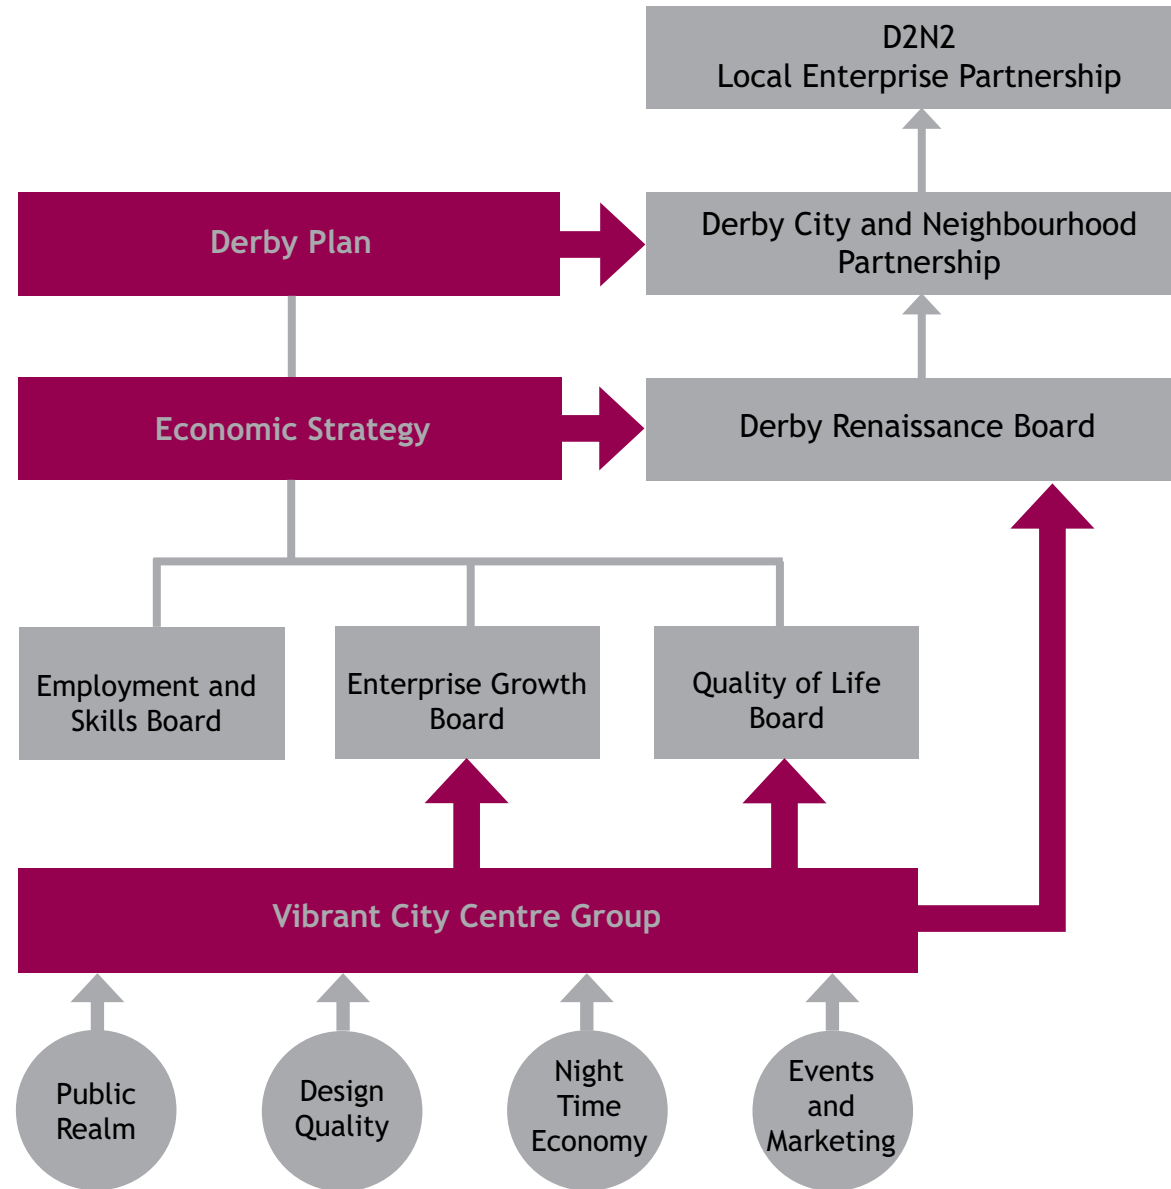 D2N2
Local Enterprise Partnership
Derby Plan
Derby City and Neighbourhood
Partnership
Economic Strategy
Derby Renaissance Board
Employment and
Skills Board
Enterprise Growth
Board
Quality of Life
Board
Vibrant City Centre Group
Public
Realm
Design
Quality
Night
Time
Economy
Events
and
Marketing